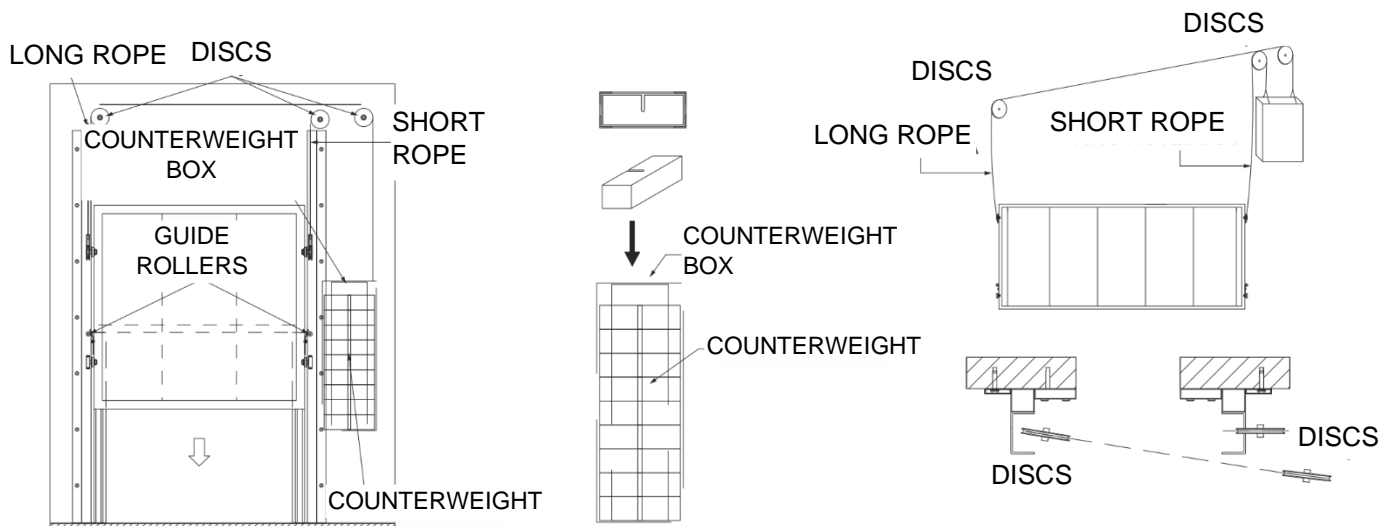 LONG ROPE
DISCS
COUNTERWEIGHT
BOX
SHORT
ROPE
GUIDE
ROLLERS
COUNTERWEIGHT
COUNTERWEIGHT
BOX
COUNTERWEIGHT
DISCS
DISCS
LONG ROPE
SHORT ROPE
DISCS
DISCS